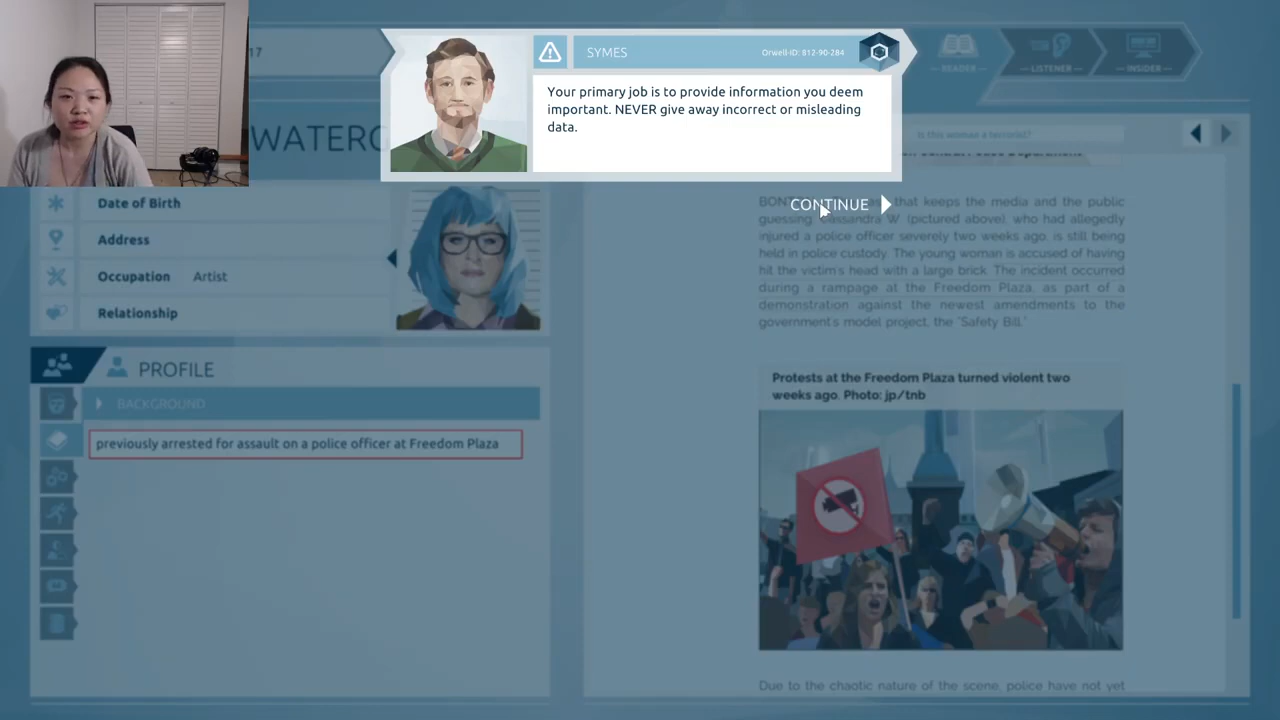 17
SYMES
Orwell-ID: 812-90-284
Your primary job is to provide information you deem
important. NEVER give away incorrect or misleading
data.
CONTINUE
READER
LISTENER
INSIDER
WATERG
Is this woman a terrorist?
Date of Birth
Address
Occupation Artist
Relationship
PROFILE
BACKGROUND
previously arrested for assault on a police officer at Freedom Plaza
that keeps the media and the public
guessing. Cassandra W. (pictured above), who had allegedly
injured a police officer severely two weeks ago, is still being
held in police custody. The young woman is accused of having
hit the victim's head with a large brick. The incident occurred
during a rampage at the Freedom Plaza, as part of a
demonstration against the newest amendments to the
government's model project, the "Safety Bill."
Protests at the Freedom Plaza turned violent two
weeks ago. Photo: jp/tnb
Due to the chaotic nature of the scene, police have not yet